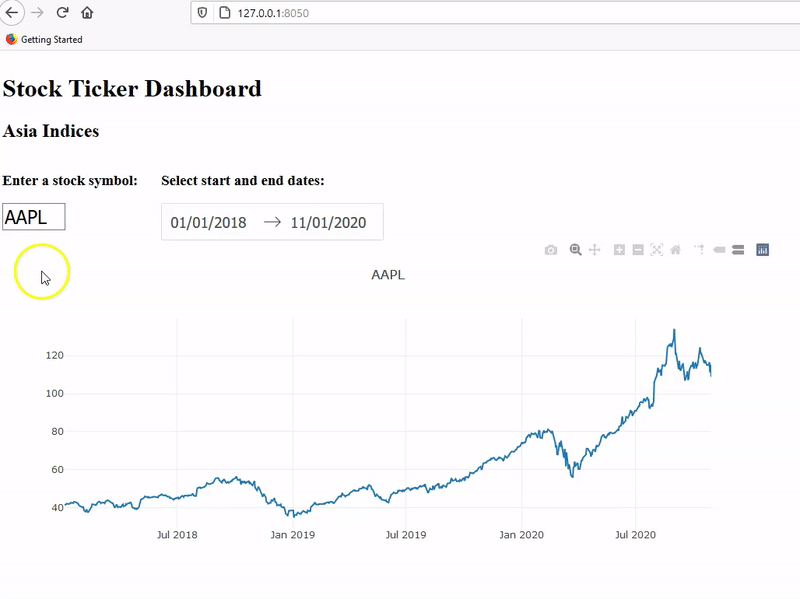 127.0.0.1:8050
Getting Started
Stock Ticker Dashboard
Asia Indices
Enter a stock symbol: Select start and end dates:
AAPL 01/01/2018 → 11/01/2020
AAPL
120
100
80
60
40
Jul 2018 Jan 2019 Jul 2019 Jan 2020 Jul 2020